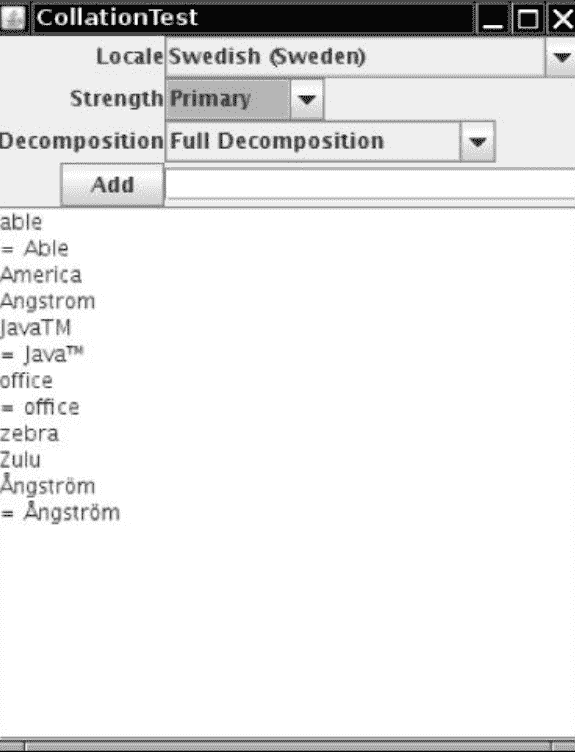 CollationTest
Locale Swedish (Sweden)
Strength Primary
Decomposition Full Decomposition
Add
able
= Able
America
Angstrom
JavaTM
= Java™
office
= office
zebra
Zulu
Ångström
= Ångström